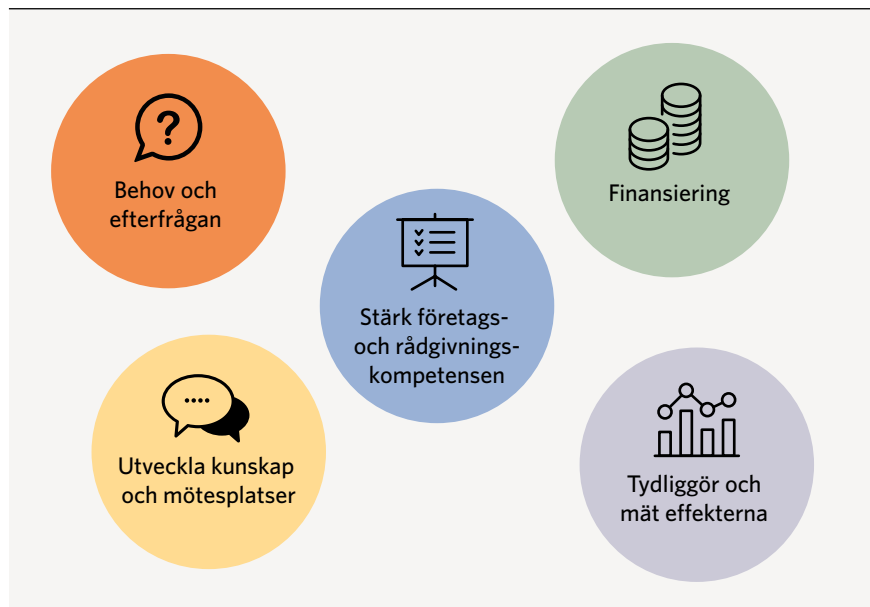 Behov och
efterfrågan
Finansiering
Stärk företags-
och rådgivnings-
kompetensen
Utveckla kunskap
och mötesplatser
Tydliggör och
mät effekterna